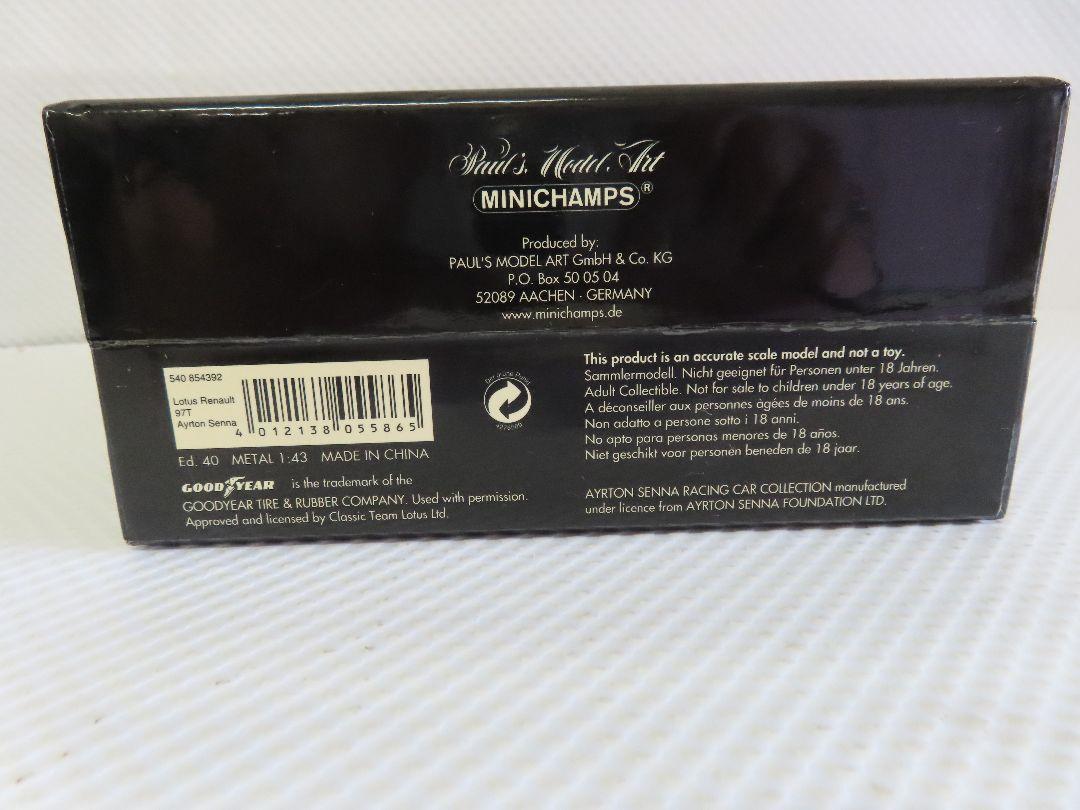 Paul's Model Art
MINICHAMPS®
Produced by:
PAUL'S MODEL ART GmbH & Co. KG
P.O. Box 50 05 04
52089 AACHEN · GERMANY
www.minichamps.de
540 854392
Lotus Renault
97T
Ayrton Senna
4 012138 055865
Ed. 40 METAL 1:43 MADE IN CHINA
GOODYEAR is the trademark of the
GOODYEAR TIRE & RUBBER COMPANY. Used with permission.
Approved and licensed by Classic Team Lotus Ltd.
Der Grüne Punkt
This product is an accurate scale model and not a toy.
Sammlermodell. Nicht geeignet für Personen unter 18 Jahren.
Adult Collectible. Not for sale to children under 18 years of age.
A déconseiller aux personnes àgées de moins de 18 ans.
Non adatto a persone sotto i 18 anni.
No apto para personas menores de 18 años.
Niet geschikt voor personen beneden de 18 jaar.
AYRTON SENNA RACING CAR COLLECTION manufactured
under licence from AYRTON SENNA FOUNDATION LTD.